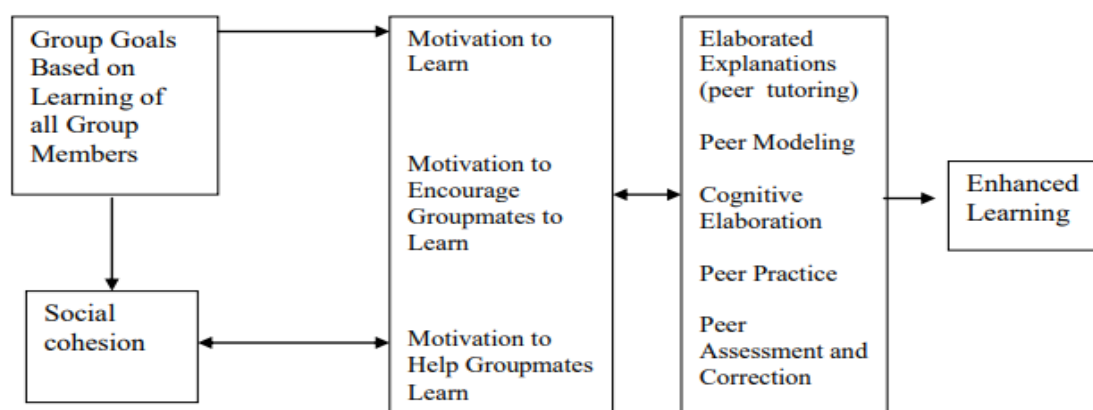 Group Goals
Based on
Learning of
all Group
Members
Social
cohesion
Motivation to
Learn
Motivation to
Encourage
Groupmates to
Learn
Motivation to
Help Groupmates
Learn
Elaborated
Explanations
(peer tutoring)
Peer Modeling
Cognitive
Elaboration
Peer Practice
Peer
Assessment and
Correction
Enhanced
Learning